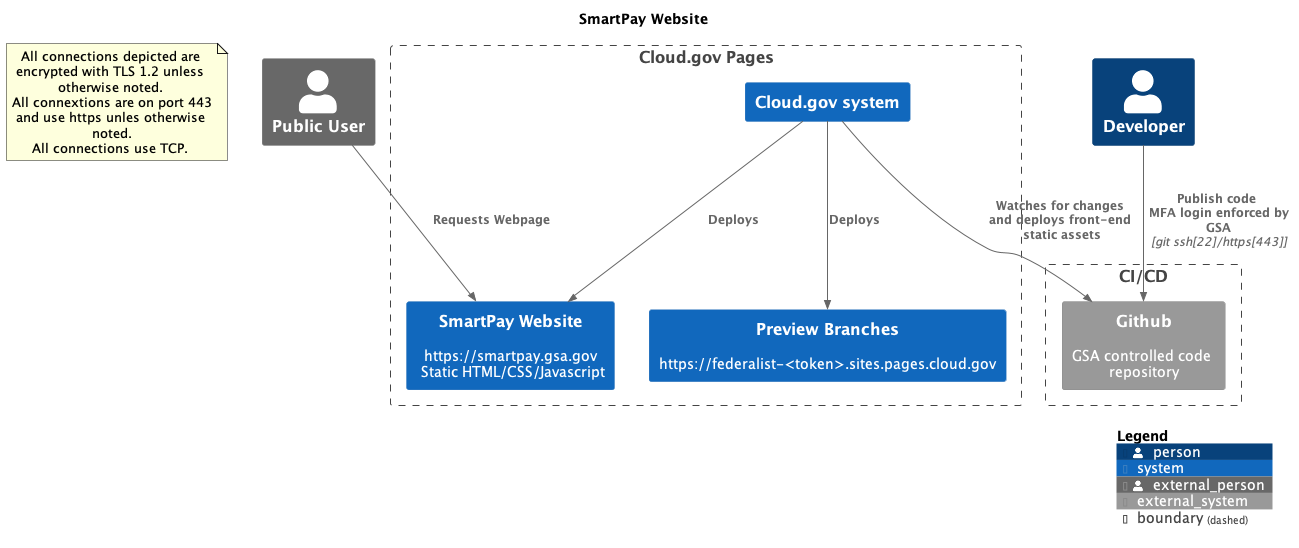 SmartPay Website
All connections depicted are
encrypted with TLS 1.2 unless
otherwise noted.
All connextions are on port 443
and use https unles otherwise
noted.
All connections use TCP.
Public User
Cloud.gov Pages
Cloud.gov system
Developer
Requests Webpage
Deploys
Deploys
Watches for changes
and deploys front-end
static assets
Publish code
MFA login enforced by
GSA
[git ssh[22]/https[443]]
SmartPay Website
https://smartpay.gsa.gov
Static HTML/CSS/Javascript
Preview Branches
https://federalist-<token>.sites.pages.cloud.gov
CI/CD
Github
GSA controlled code
repository
Legend
person
system
external_person
external_system
boundary (dashed)